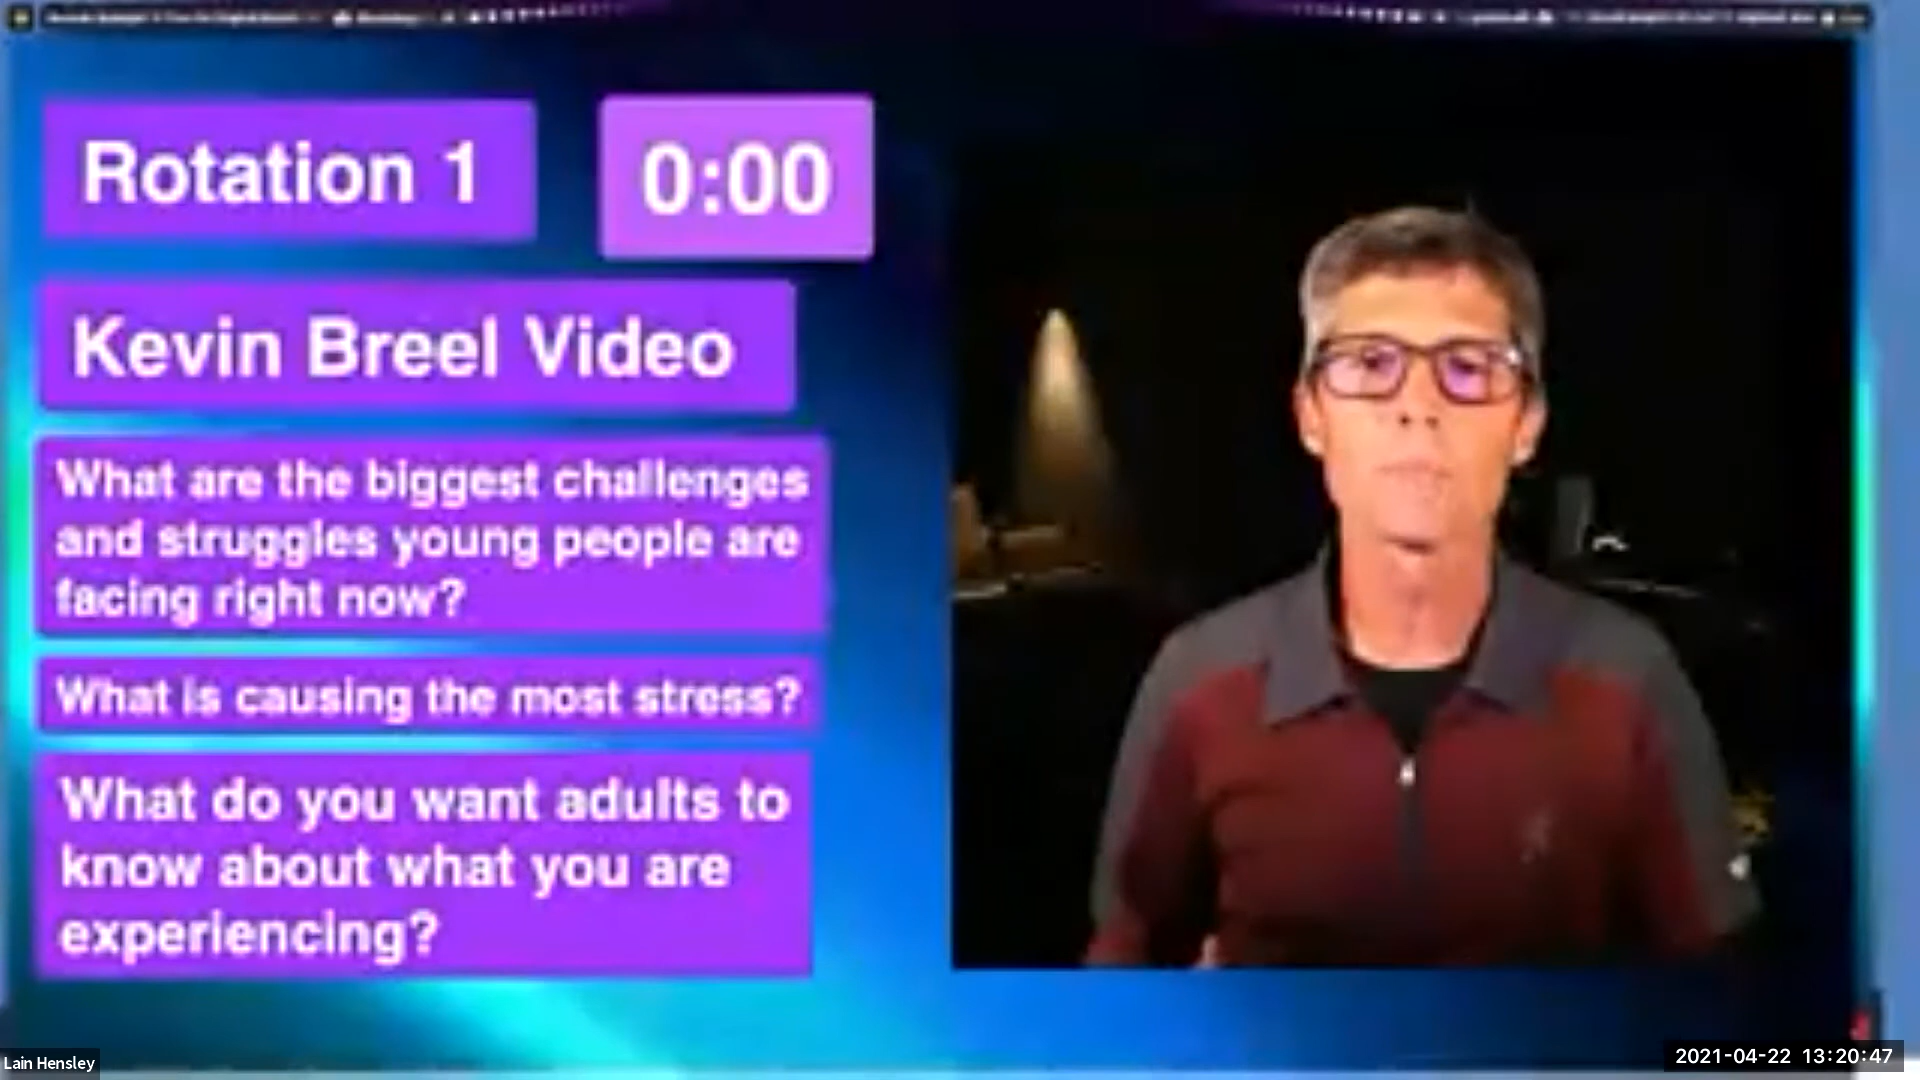 Rotation 1
0:00
Kevin Breel Video
What are the biggest challenges
and struggles young people are
facing right now?
What is causing the most stress?
What do you want adults to
know about what you are
experiencing?
Lain Hensley
2021-04-22 13:20:47